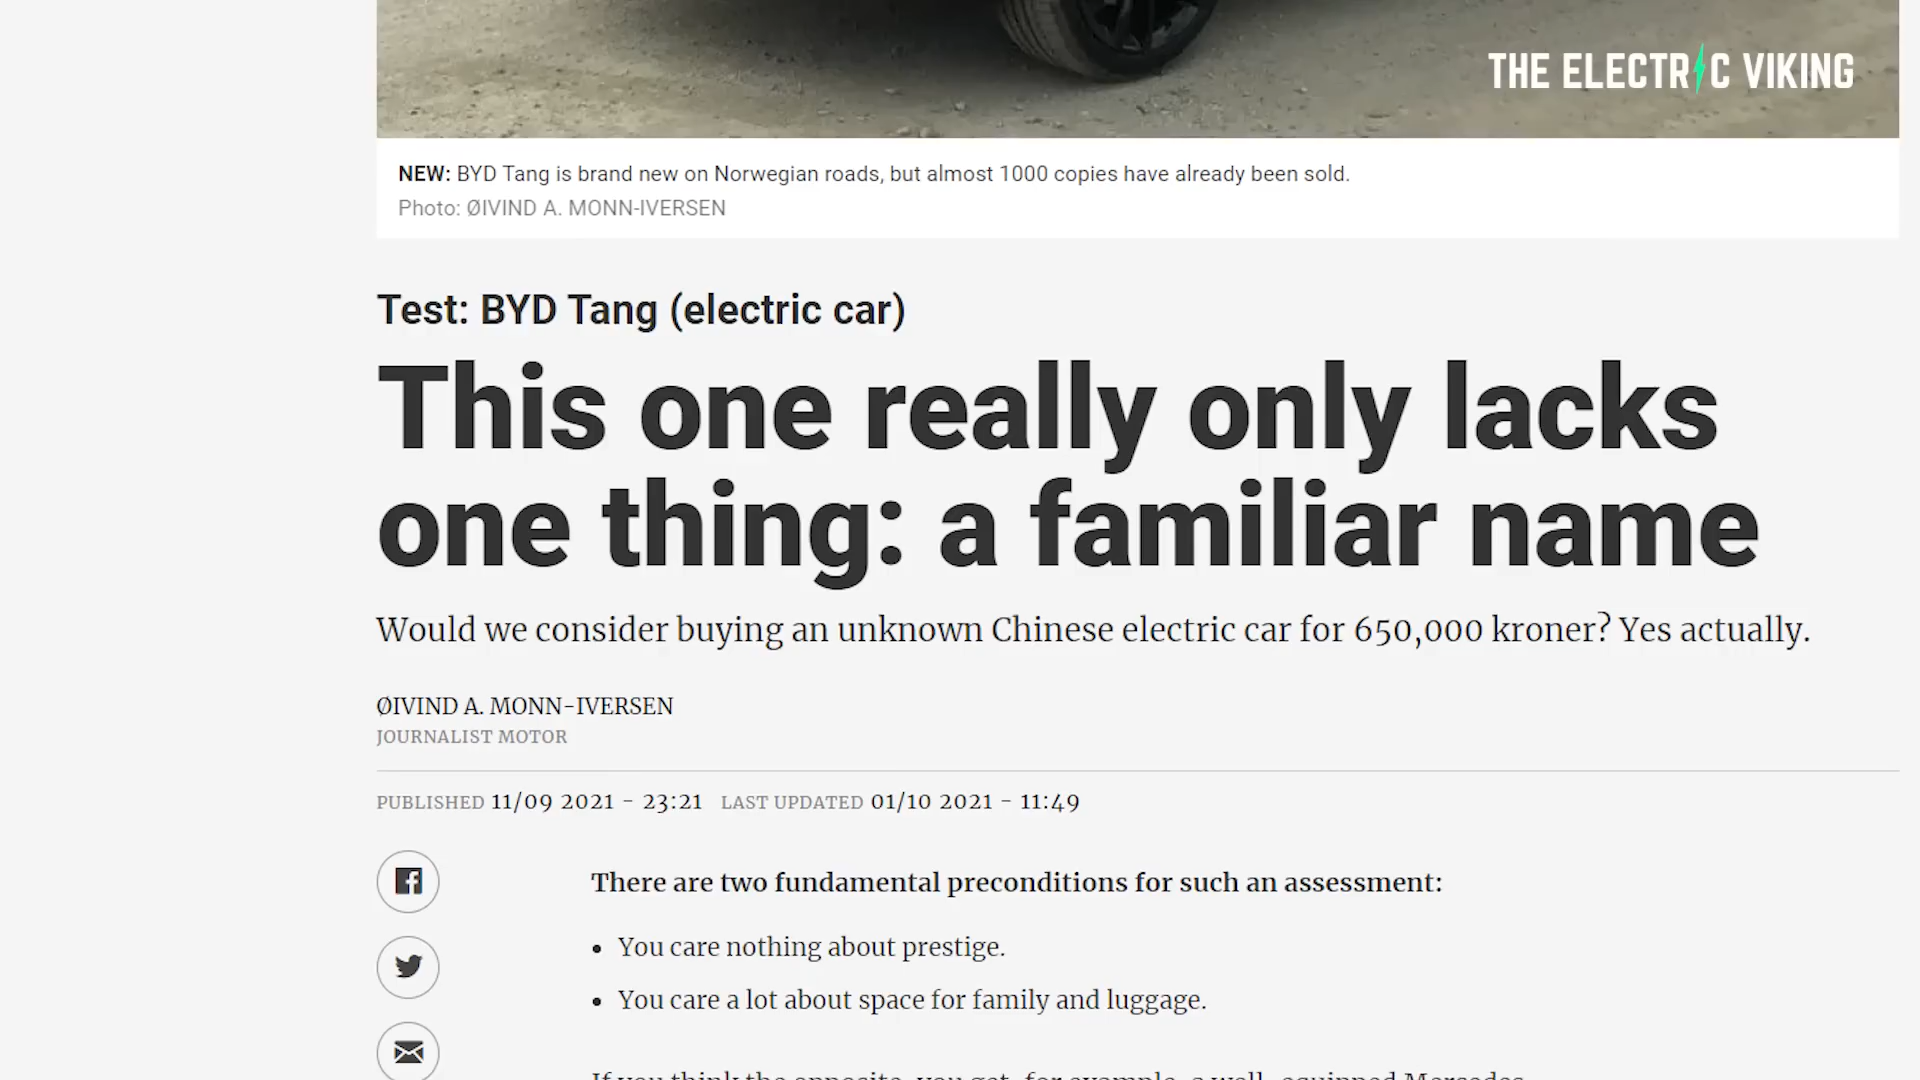 THE ELECTRIC VIKING
NEW: BYD Tang is brand new on Norwegian roads, but almost 1000 copies have already been sold.
Photo: ØIVIND A. MONN-IVERSEN
Test: BYD Tang (electric car)
This one really only lacks
one thing: a familiar name
Would we consider buying an unknown Chinese electric car for 650,000 kroner? Yes actually.
ØIVIND A. MONN-IVERSEN
JOURNALIST MOTOR
PUBLISHED 11/09 2021 - 23:21 LAST UPDATED 01/10 2021 - 11:49
There are two fundamental preconditions for such an assessment:
• You care nothing about prestige.
• You care a lot about space for family and luggage.
If you think the opposite, you get, for example, a well-equipped Mercedes